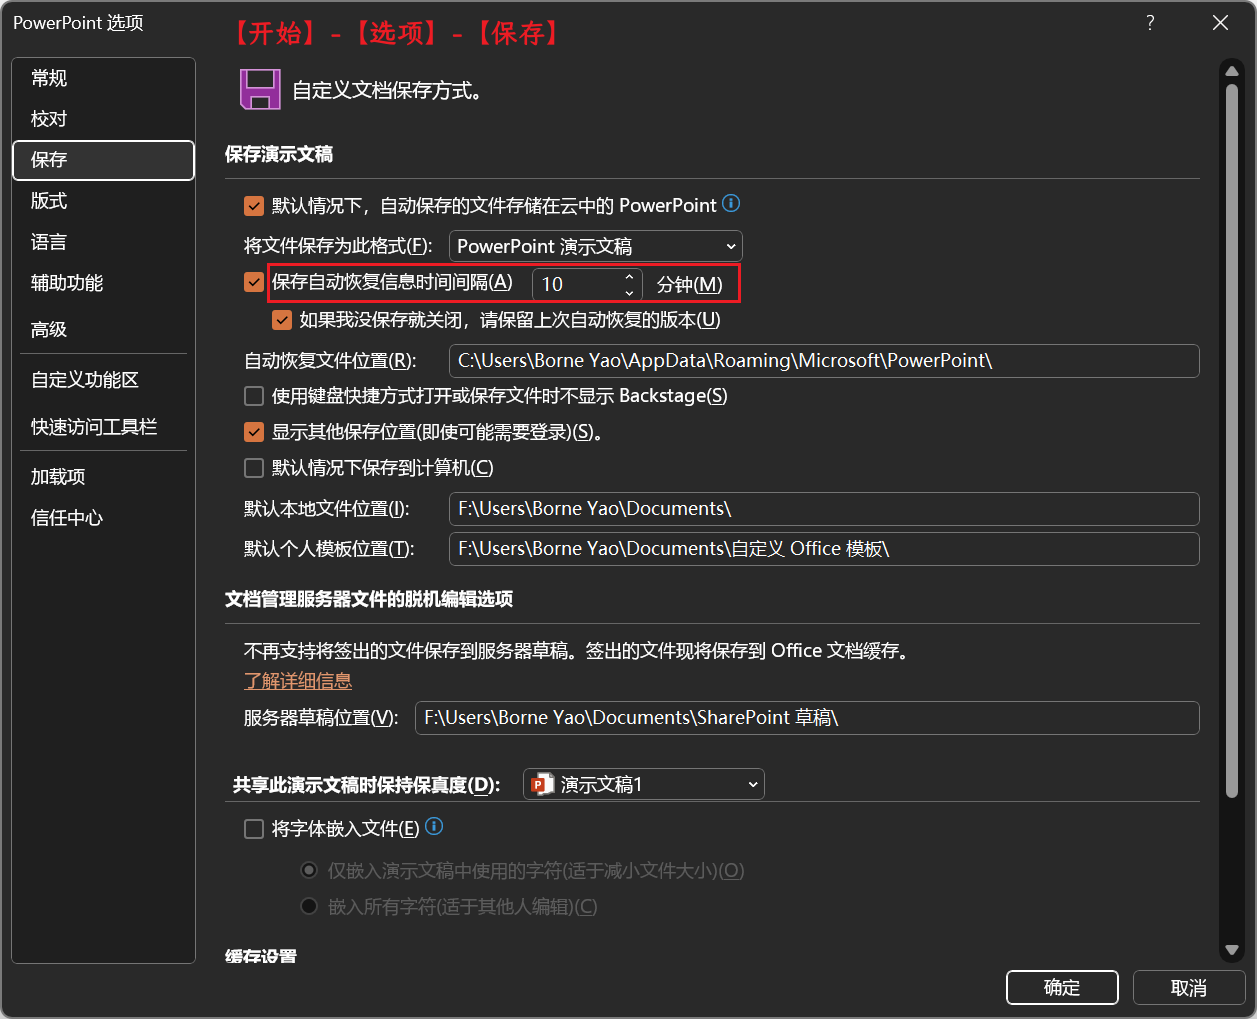 PowerPoint 选项
【开始】-【选项】-【保存】
?
常规
校对
保存
版式
语言
辅助功能
高级
自定义功能区
快速访问工具栏
加载项
信任中心
自定义文档保存方式。
保存演示文稿
默认情况下，自动保存的文件存储在云中的 PowerPoint
将文件保存为此格式(F): PowerPoint 演示文稿
保存自动恢复信息时间间隔(A) 10 分钟(M)
如果我没保存就关闭，请保留上次自动恢复的版本(U)
自动恢复文件位置(R): C:\Users\Borne Yao\AppData\Roaming\Microsoft\PowerPoint\
使用键盘快捷方式打开或保存文件时不显示 Backstage(S)
显示其他保存位置(即使可能需要登录)(S)。
默认情况下保存到计算机(C)
默认本地文件位置(I): F:\Users\Borne Yao\Documents\
默认个人模板位置(T): F:\Users\Borne Yao\Documents\自定义 Office 模板\
文档管理服务器文件的脱机编辑选项
不再支持将签出的文件保存到服务器草稿。签出的文件现将保存到 Office 文档缓存。
了解详细信息
服务器草稿位置(V): F:\Users\Borne Yao\Documents\SharePoint 草稿\
共享此演示文稿时保持保真度(D): 演示文稿1
将字体嵌入文件(E)
仅嵌入演示文稿中使用的字符(适于减小文件大小)(O)
嵌入所有字符(适于其他人编辑)(C)
缓存设置
确定 取消